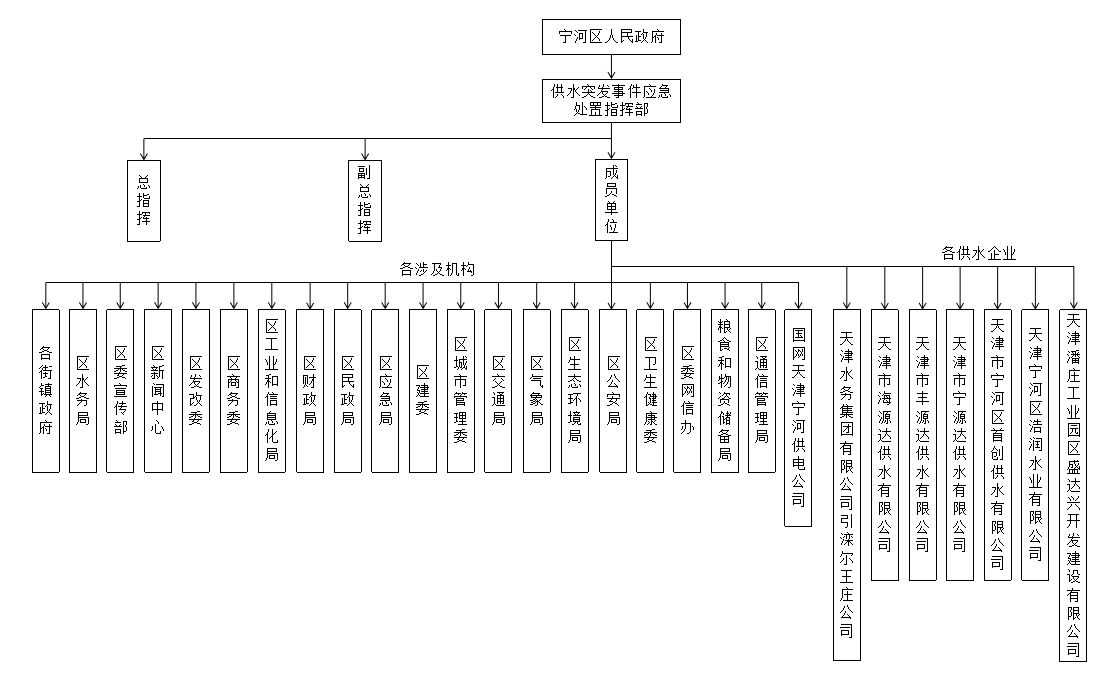 宁河区人民政府
供水突发事件应急
处置指挥部
总指挥
副总指挥
成员单位
各涉及机构
各供水企业
各街镇政府
区水务局
区委宣传部
区新闻中心
区发改委
区商务委
区工业和信息化局
区财政局
区民政局
区应急局
区建委
区城市管理委
区交通局
区气象局
区生态环境局
区公安局
区卫生健康委
区委网信办
粮食和物资储备局
区通信管理局
国网天津宁河供电公司
天津水务集团有限公司引滦尔王庄公司
天津市海源达供水有限公司
天津市丰源达供水有限公司
天津市宁源达供水有限公司
天津市宁河区首创供水有限公司
天津宁河区浩润水业有限公司
天津潘庄工业园区盛达兴开发建设有限公司